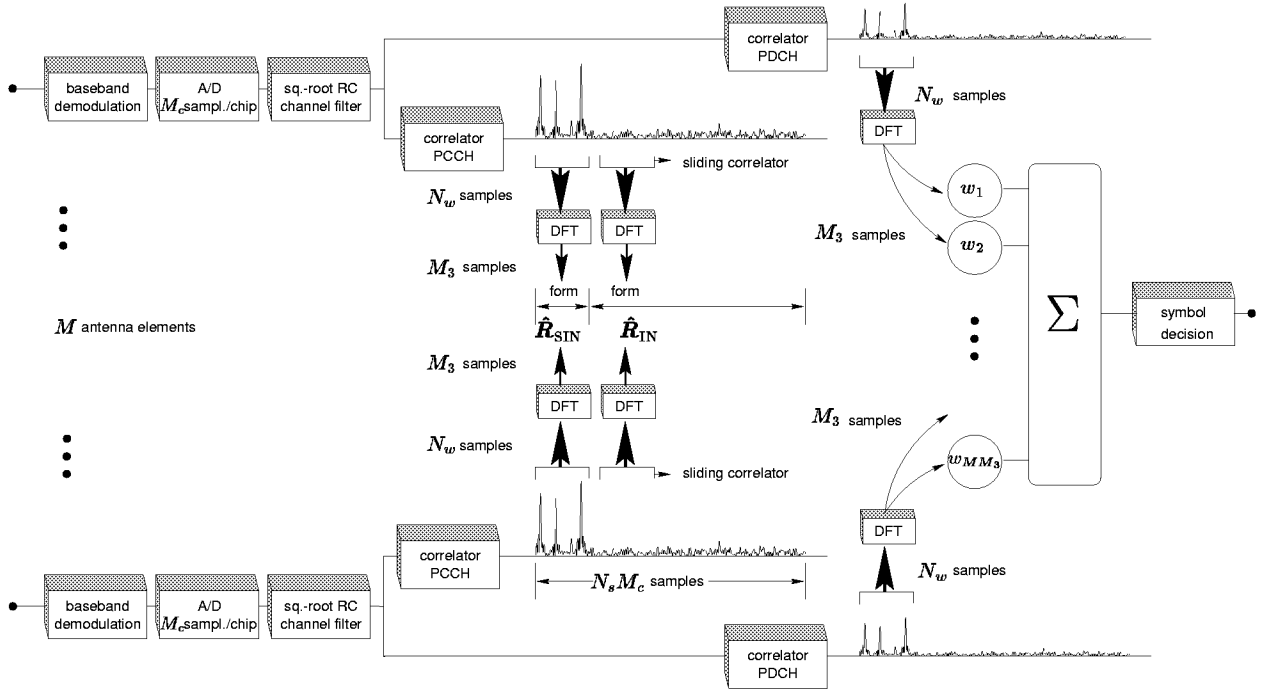 correlator
PDCH
baseband
demodulation
A/D
M_c sampl./chip
sq.-root RC
channel filter
correlator
PCCH
N_w samples
DFT
sliding correlator
N_w samples
DFT
DFT
w_1
M_3 samples
w_2
M_3 samples
form
form
M antenna elements
R̂_SIN
R̂_IN
Σ
symbol
decision
M_3 samples
DFT
DFT
M_3 samples
N_w samples
w_MM_3
sliding correlator
DFT
correlator
PCCH
N_s M_c samples
N_w samples
baseband
demodulation
A/D
M_c sampl./chip
sq.-root RC
channel filter
correlator
PDCH